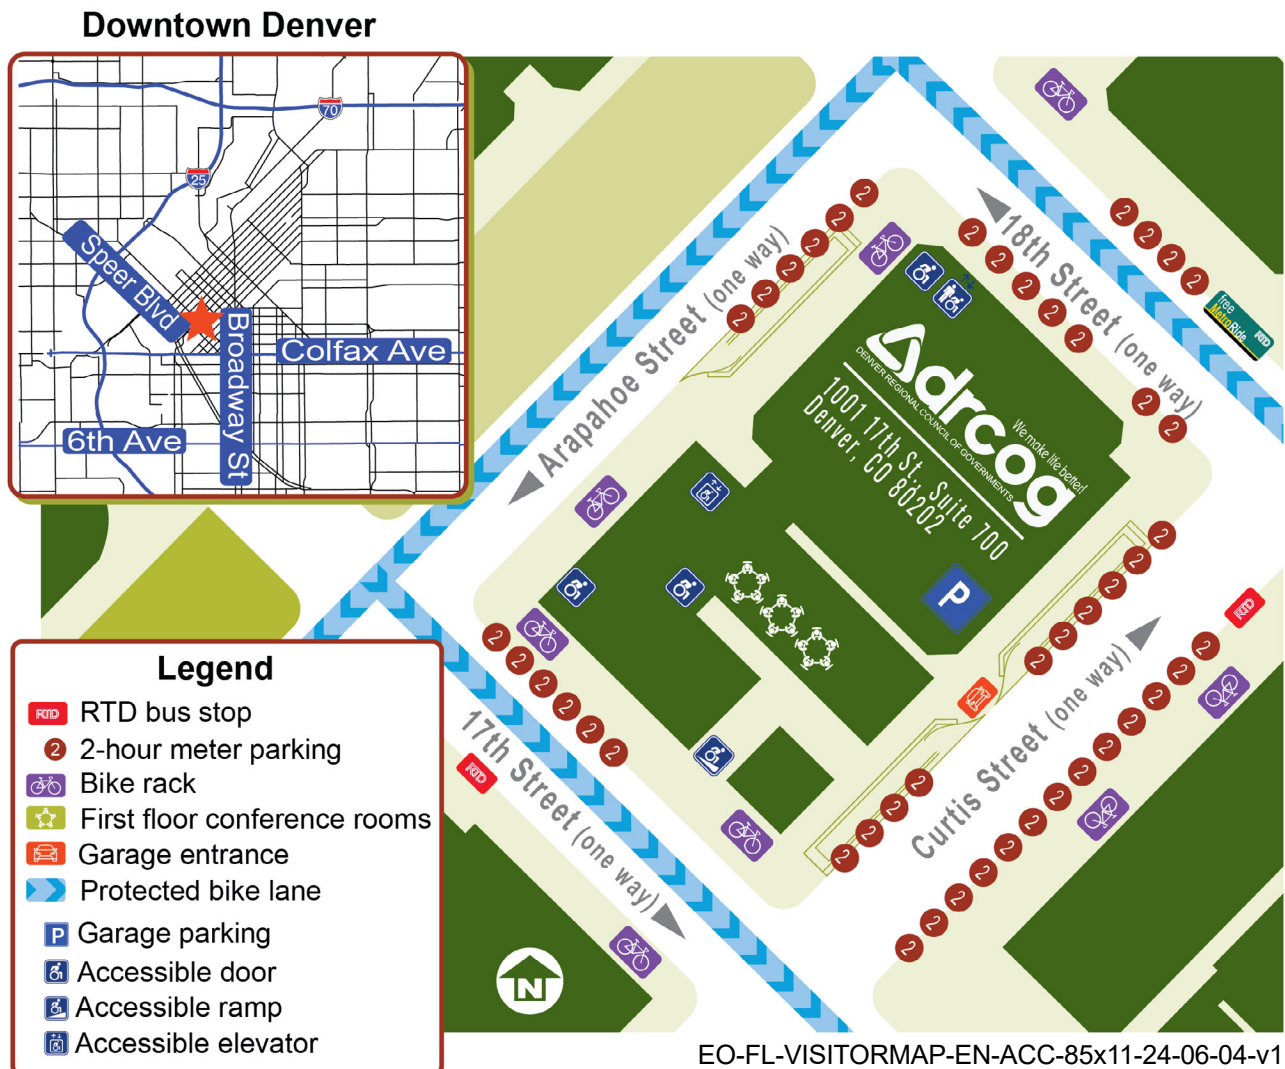 Downtown Denver
70
25
Speer Blvd
Broadway St
Colfax Ave
6th Ave
Legend
RTD bus stop
2-hour meter parking
Bike rack
First floor conference rooms
Garage entrance
Protected bike lane
P Garage parking
Accessible door
Accessible ramp
Accessible elevator
Arapahoe Street (one way)
18th Street (one way)
free
MetroRide
RTD
drcog
DENVER REGIONAL COUNCIL OF GOVERNMENTS
We make life better!
1001 17th St., Suite 700
Denver, CO 80202
P
17th Street (one way)
RTD
Curtis Street (one way)
RTD
2
N
EO-FL-VISITORMAP-EN-ACC-85x11-24-06-04-v1